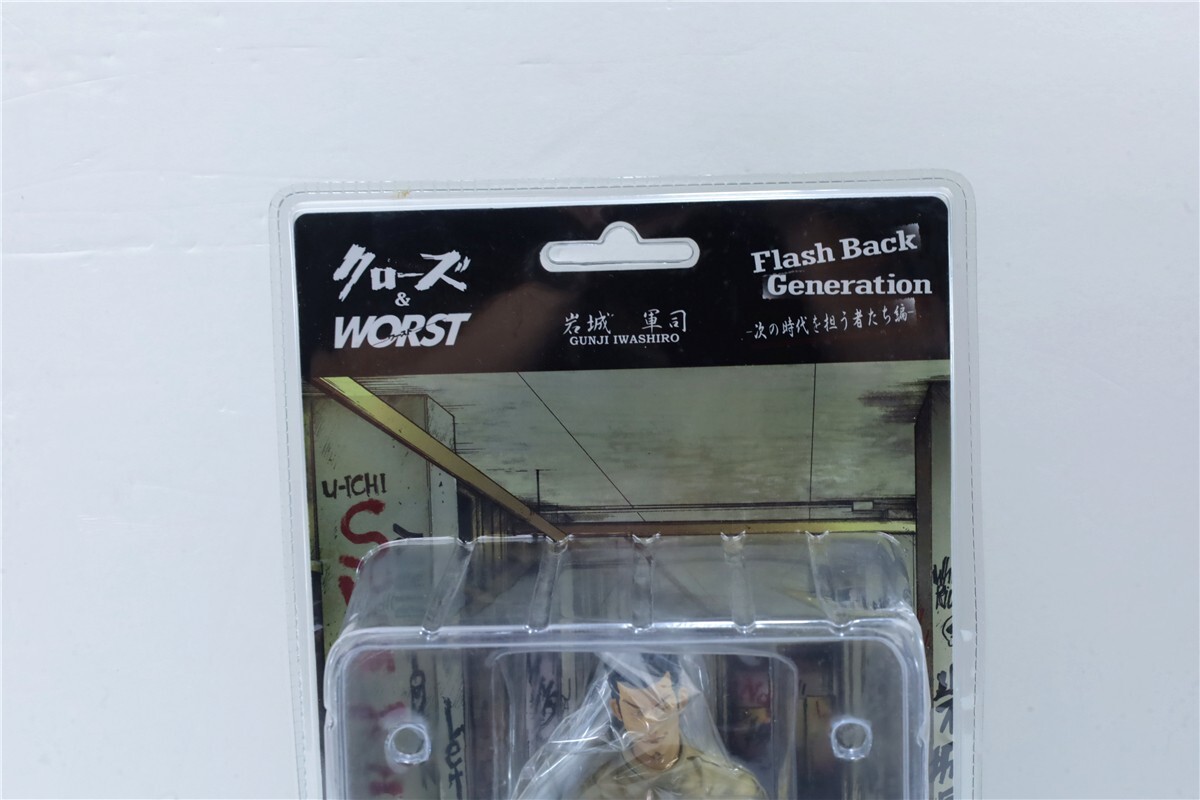 クローズ
&
WORST
岩城 軍司
GUNJI IWASHIRO
Flash Back
Generation
-次の時代を担う者たち編-
U-ICHI